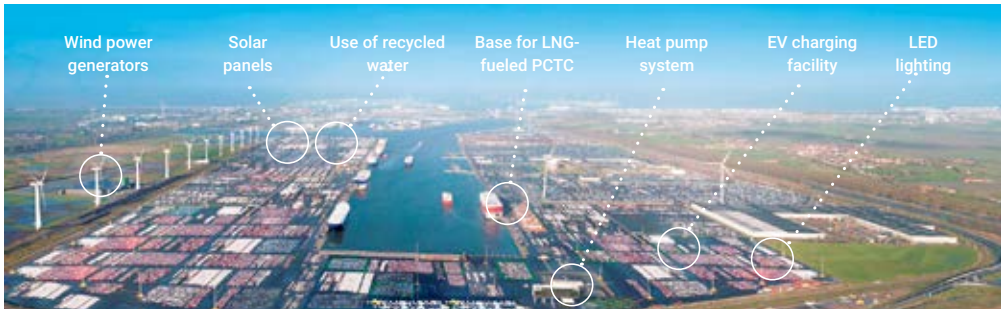 Wind power
generators
Solar
panels
Use of recycled
water
Base for LNG-
fueled PCTC
Heat pump
system
EV charging
facility
LED
lighting